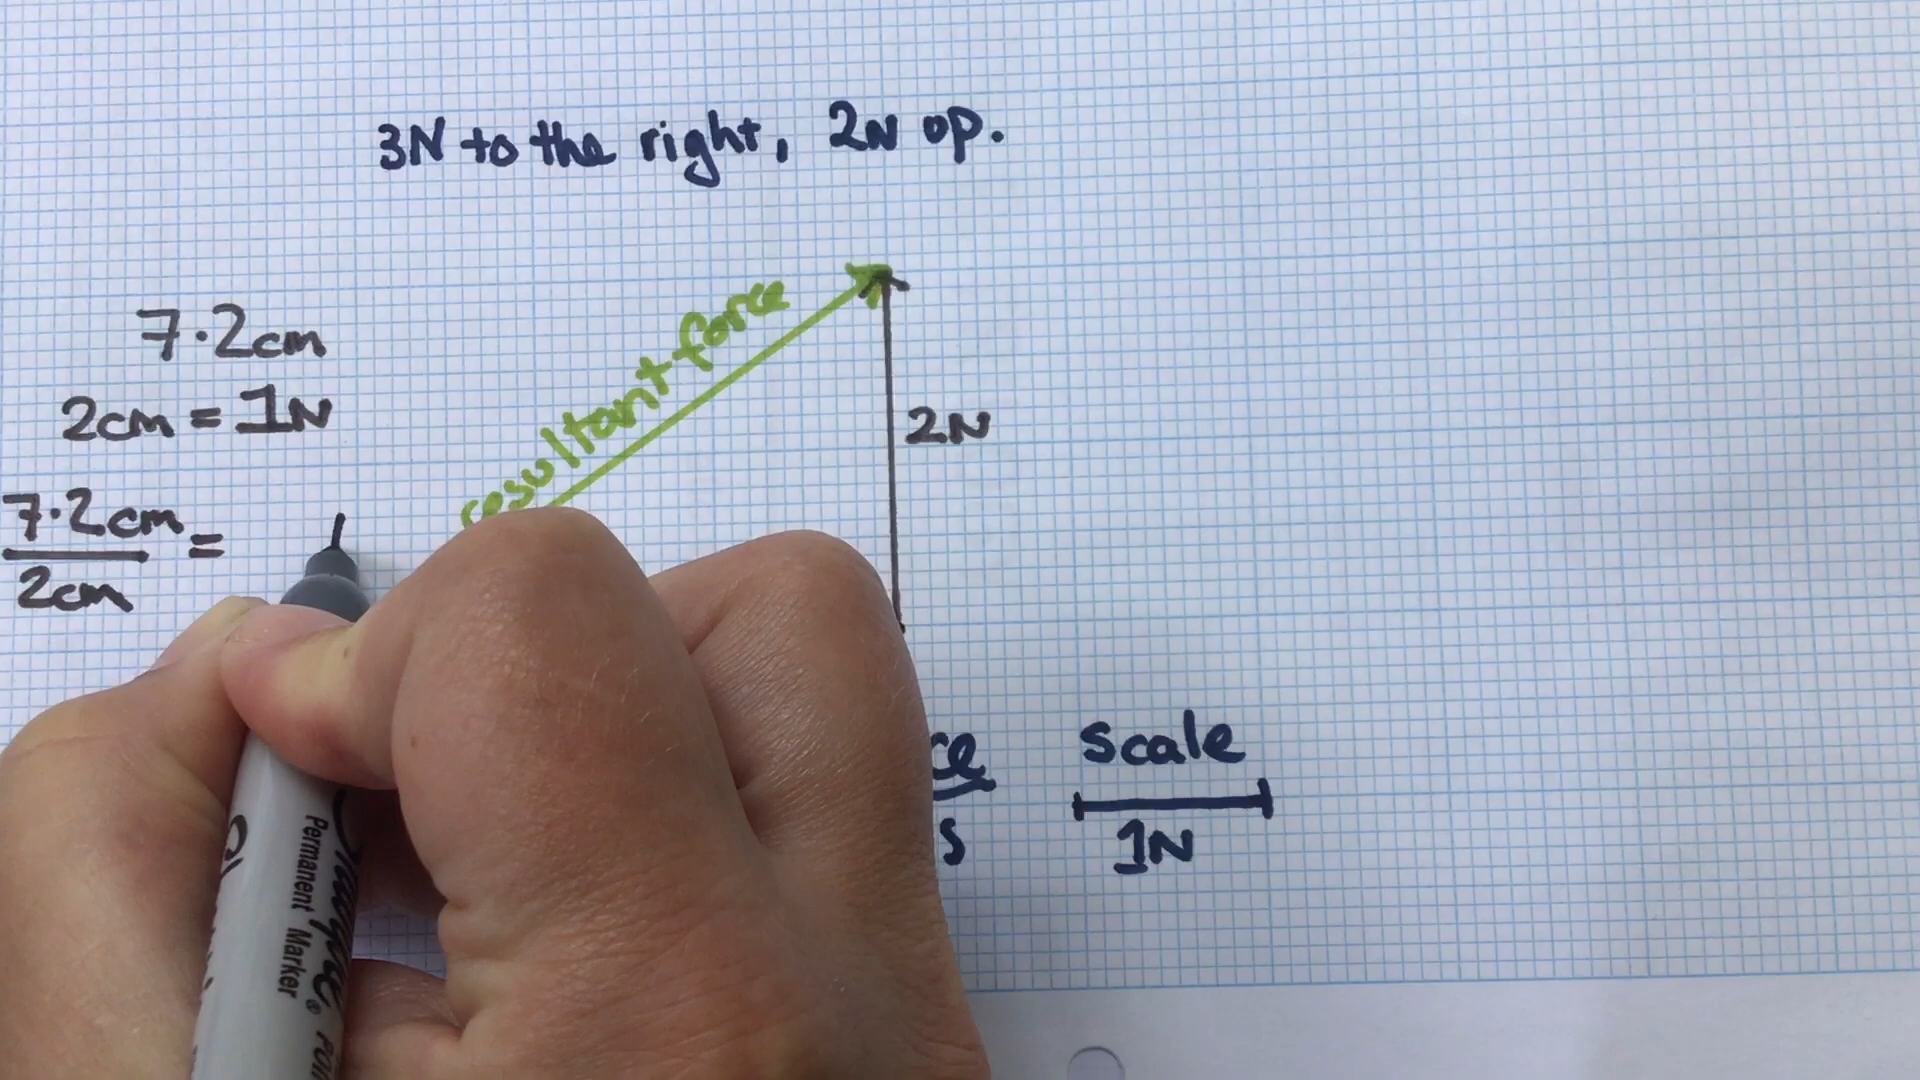 3N to the right, 2N up.
7.2cm
2cm = 1N
7.2cm
2cm
=
resultant force
2N
ce
s
scale
1N
Permanent Marker